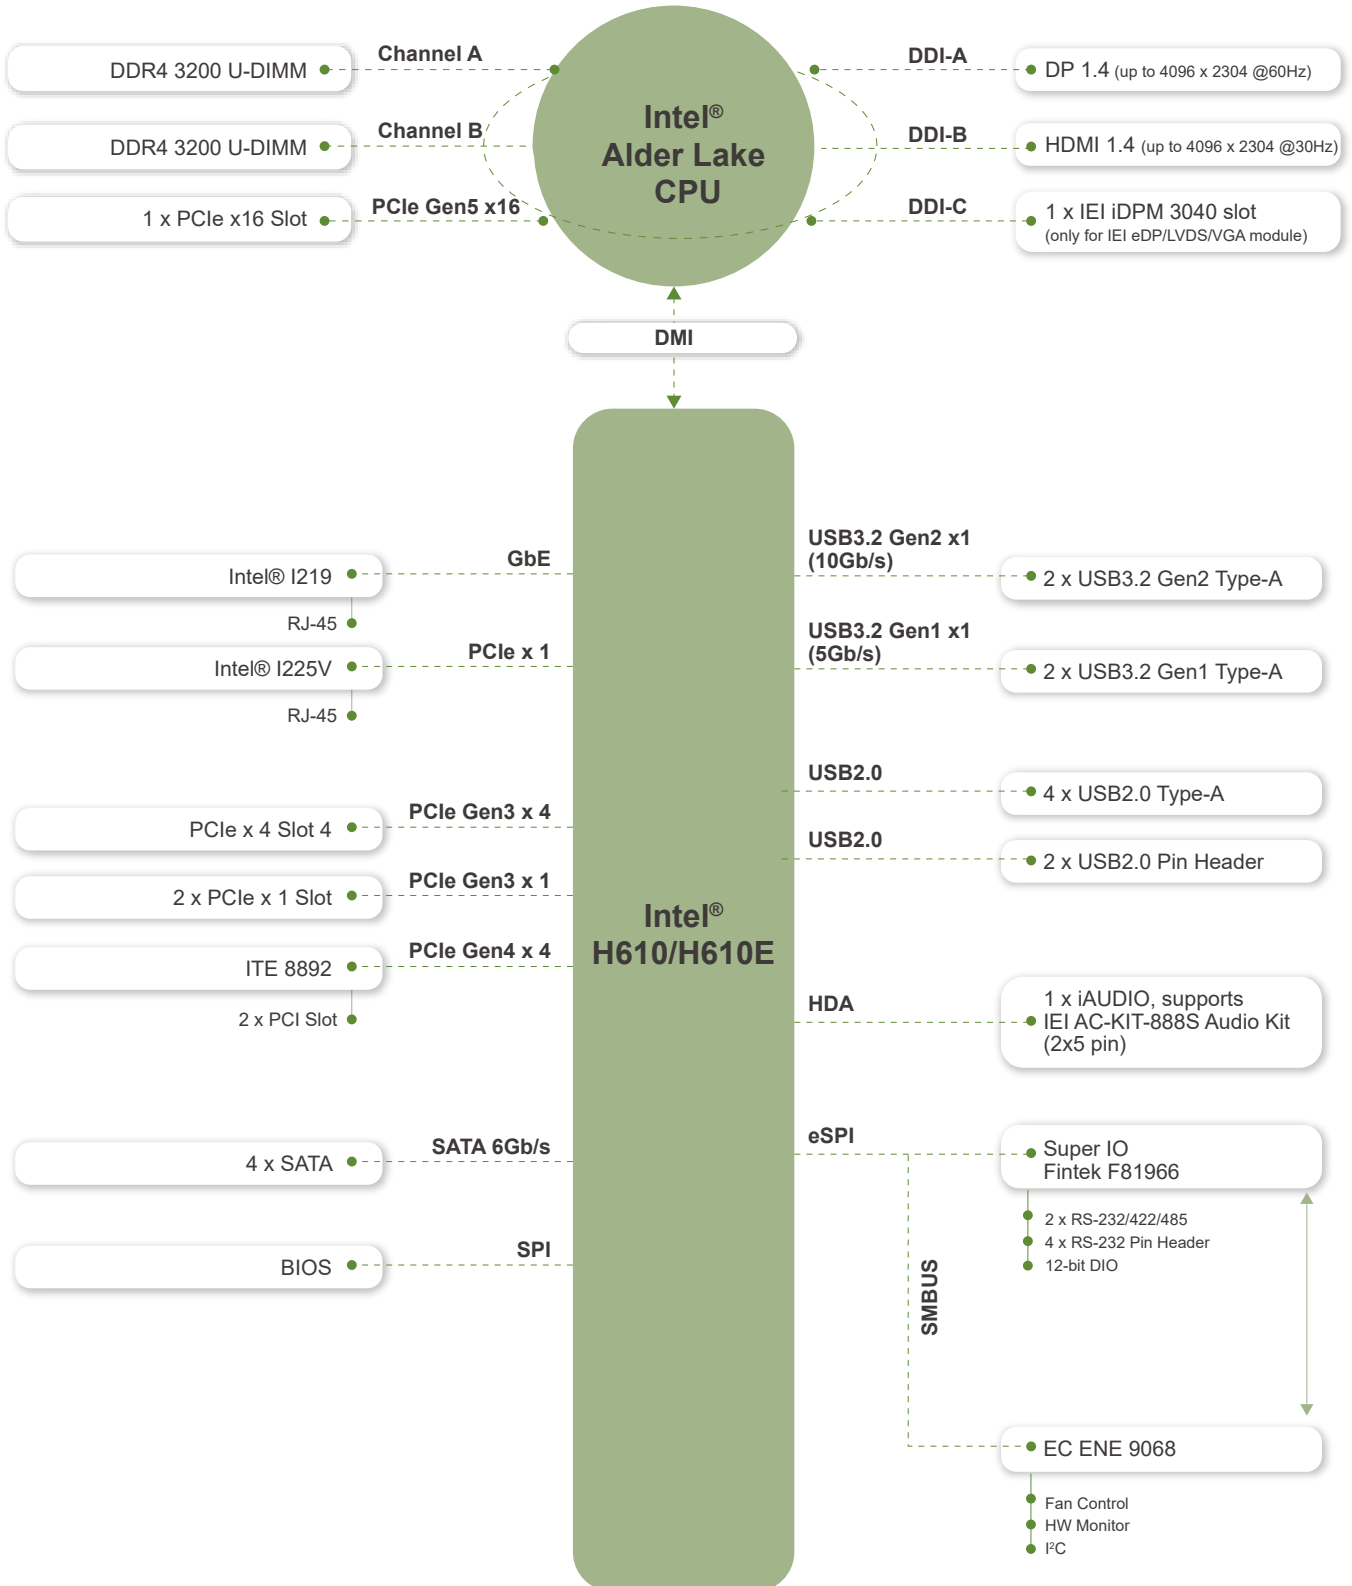 Channel A
DDR4 3200 U-DIMM
Channel B
DDR4 3200 U-DIMM
PCIe Gen5 x16
1 x PCIe x16 Slot
Intel®
Alder Lake
CPU
DDI-A
DP 1.4 (up to 4096 x 2304 @60Hz)
DDI-B
HDMI 1.4 (up to 4096 x 2304 @30Hz)
DDI-C
1 x IEI iDPM 3040 slot
(only for IEI eDP/LVDS/VGA module)
DMI
GbE
Intel® I219
RJ-45
PCIe x 1
Intel® I225V
RJ-45
PCIe Gen3 x 4
PCIe x 4 Slot 4
PCIe Gen3 x 1
2 x PCIe x 1 Slot
PCIe Gen4 x 4
ITE 8892
2 x PCI Slot
SATA 6Gb/s
4 x SATA
SPI
BIOS
Intel®
H610/H610E
USB3.2 Gen2 x1
(10Gb/s)
2 x USB3.2 Gen2 Type-A
USB3.2 Gen1 x1
(5Gb/s)
2 x USB3.2 Gen1 Type-A
USB2.0
4 x USB2.0 Type-A
USB2.0
2 x USB2.0 Pin Header
HDA
1 x iAUDIO, supports
IEI AC-KIT-888S Audio Kit
(2x5 pin)
eSPI
Super IO
Fintek F81966
2 x RS-232/422/485
4 x RS-232 Pin Header
12-bit DIO
SMBUS
EC ENE 9068
Fan Control
HW Monitor
I²C